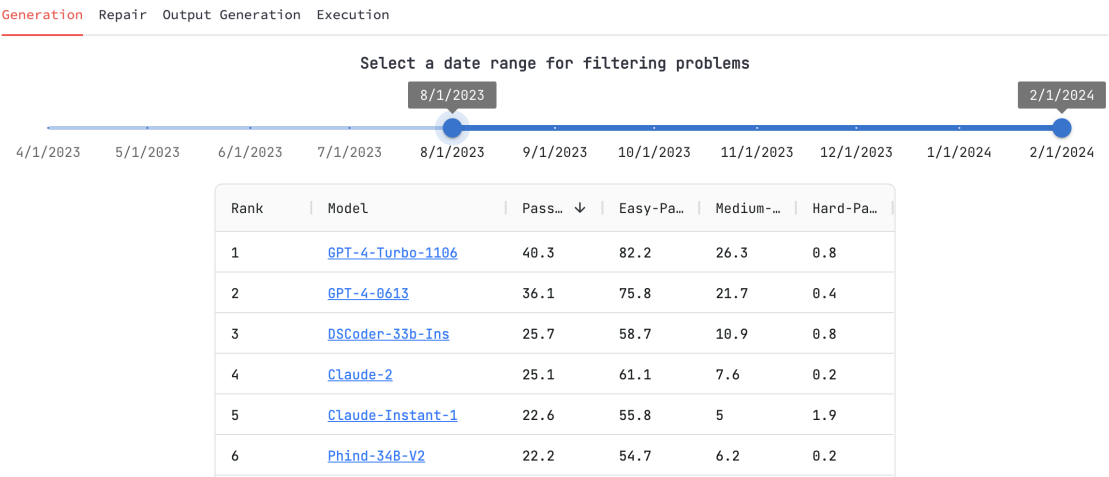 Generation Repair Output Generation Execution
Select a date range for filtering problems
8/1/2023 2/1/2024
4/1/2023 5/1/2023 6/1/2023 7/1/2023 8/1/2023 9/1/2023 10/1/2023 11/1/2023 12/1/2023 1/1/2024 2/1/2024
Rank Model Pass… ↓ Easy-Pa… Medium-… Hard-Pa…
1 GPT-4-Turbo-1106 40.3 82.2 26.3 0.8
2 GPT-4-0613 36.1 75.8 21.7 0.4
3 DSCoder-33b-Ins 25.7 58.7 10.9 0.8
4 Claude-2 25.1 61.1 7.6 0.2
5 Claude-Instant-1 22.6 55.8 5 1.9
6 Phind-34B-V2 22.2 54.7 6.2 0.2